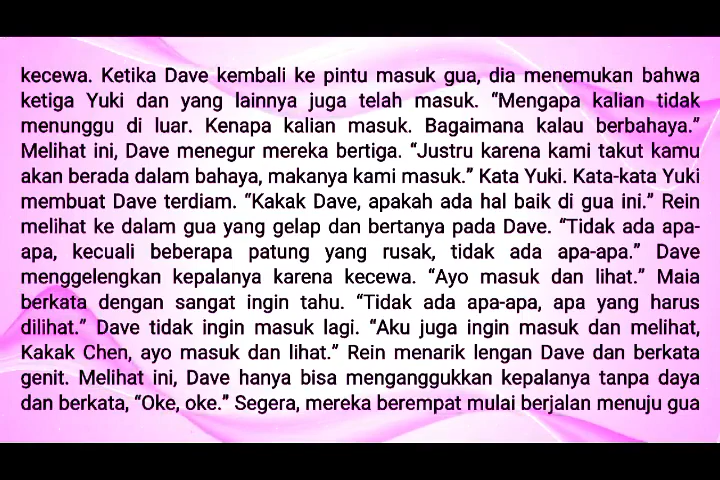 kecewa. Ketika Dave kembali ke pintu masuk gua, dia menemukan bahwa
ketiga Yuki dan yang lainnya juga telah masuk. “Mengapa kalian tidak
menunggu di luar. Kenapa kalian masuk. Bagaimana kalau berbahaya.”
Melihat ini, Dave menegur mereka bertiga. “Justru karena kami takut kamu
akan berada dalam bahaya, makanya kami masuk.” Kata Yuki. Kata-kata Yuki
membuat Dave terdiam. “Kakak Dave, apakah ada hal baik di gua ini.” Rein
melihat ke dalam gua yang gelap dan bertanya pada Dave. “Tidak ada apa-
apa, kecuali beberapa patung yang rusak, tidak ada apa-apa.” Dave
menggelengkan kepalanya karena kecewa. “Ayo masuk dan lihat.” Maia
berkata dengan sangat ingin tahu. “Tidak ada apa-apa, apa yang harus
dilihat.” Dave tidak ingin masuk lagi. “Aku juga ingin masuk dan melihat,
Kakak Chen, ayo masuk dan lihat.” Rein menarik lengan Dave dan berkata
genit. Melihat ini, Dave hanya bisa menganggukkan kepalanya tanpa daya
dan berkata, “Oke, oke.” Segera, mereka berempat mulai berjalan menuju gua